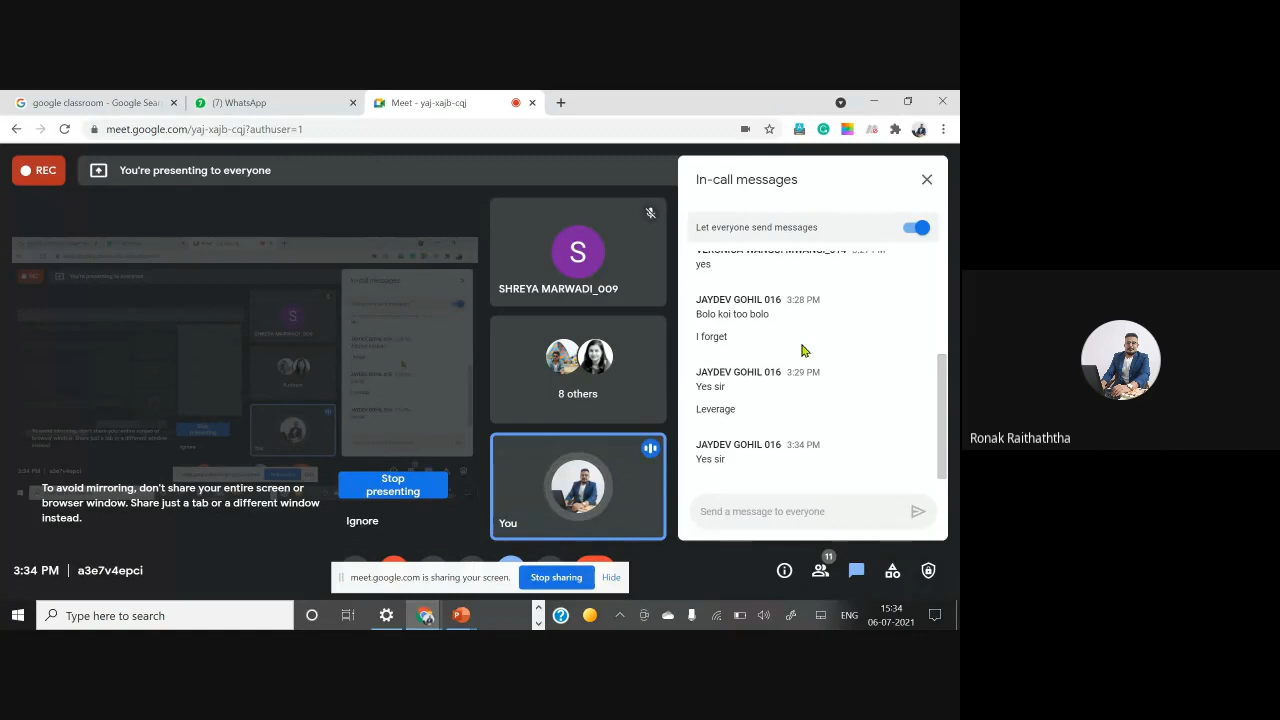 google classroom - Google Sea
(7) WhatsApp
Meet - yaj-xajb-cqj
meet.google.com/yaj-xajb-cqj?authuser=1
REC
You're presenting to everyone
In-call messages
Let everyone send messages
yes
JAYDEV GOHIL 016 3:28 PM
Bolo koi too bolo
I forget
JAYDEV GOHIL 016 3:29 PM
Yes sir
Leverage
JAYDEV GOHIL 016 3:34 PM
Yes sir
Send a message to everyone
S
SHREYA MARWADI_009
8 others
You
To avoid mirroring, don't share your entire screen or
browser window. Share just a tab or a different window
instead.
Stop
presenting
Ignore
3:34 PM | a3e7v4epci
11
meet.google.com is sharing your screen.
Stop sharing
Hide
Type here to search
ENG
15:34
06-07-2021
Ronak Raithaththa